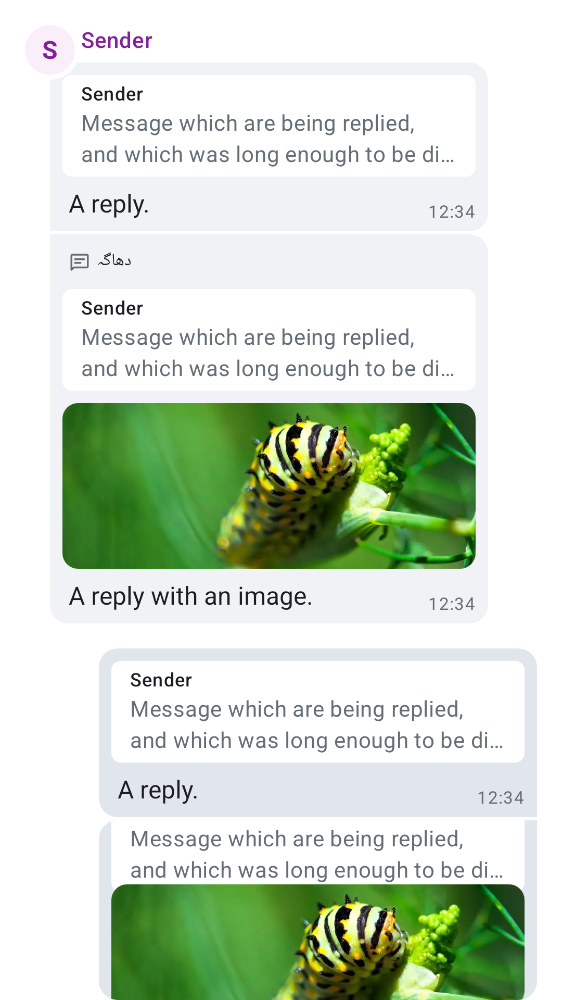 S
Sender
Sender
Message which are being replied,
and which was long enough to be di…
A reply.
12:34
دھاگہ
Sender
Message which are being replied,
and which was long enough to be di…
A reply with an image.
12:34
Sender
Message which are being replied,
and which was long enough to be di…
A reply.
12:34
Message which are being replied,
and which was long enough to be di…